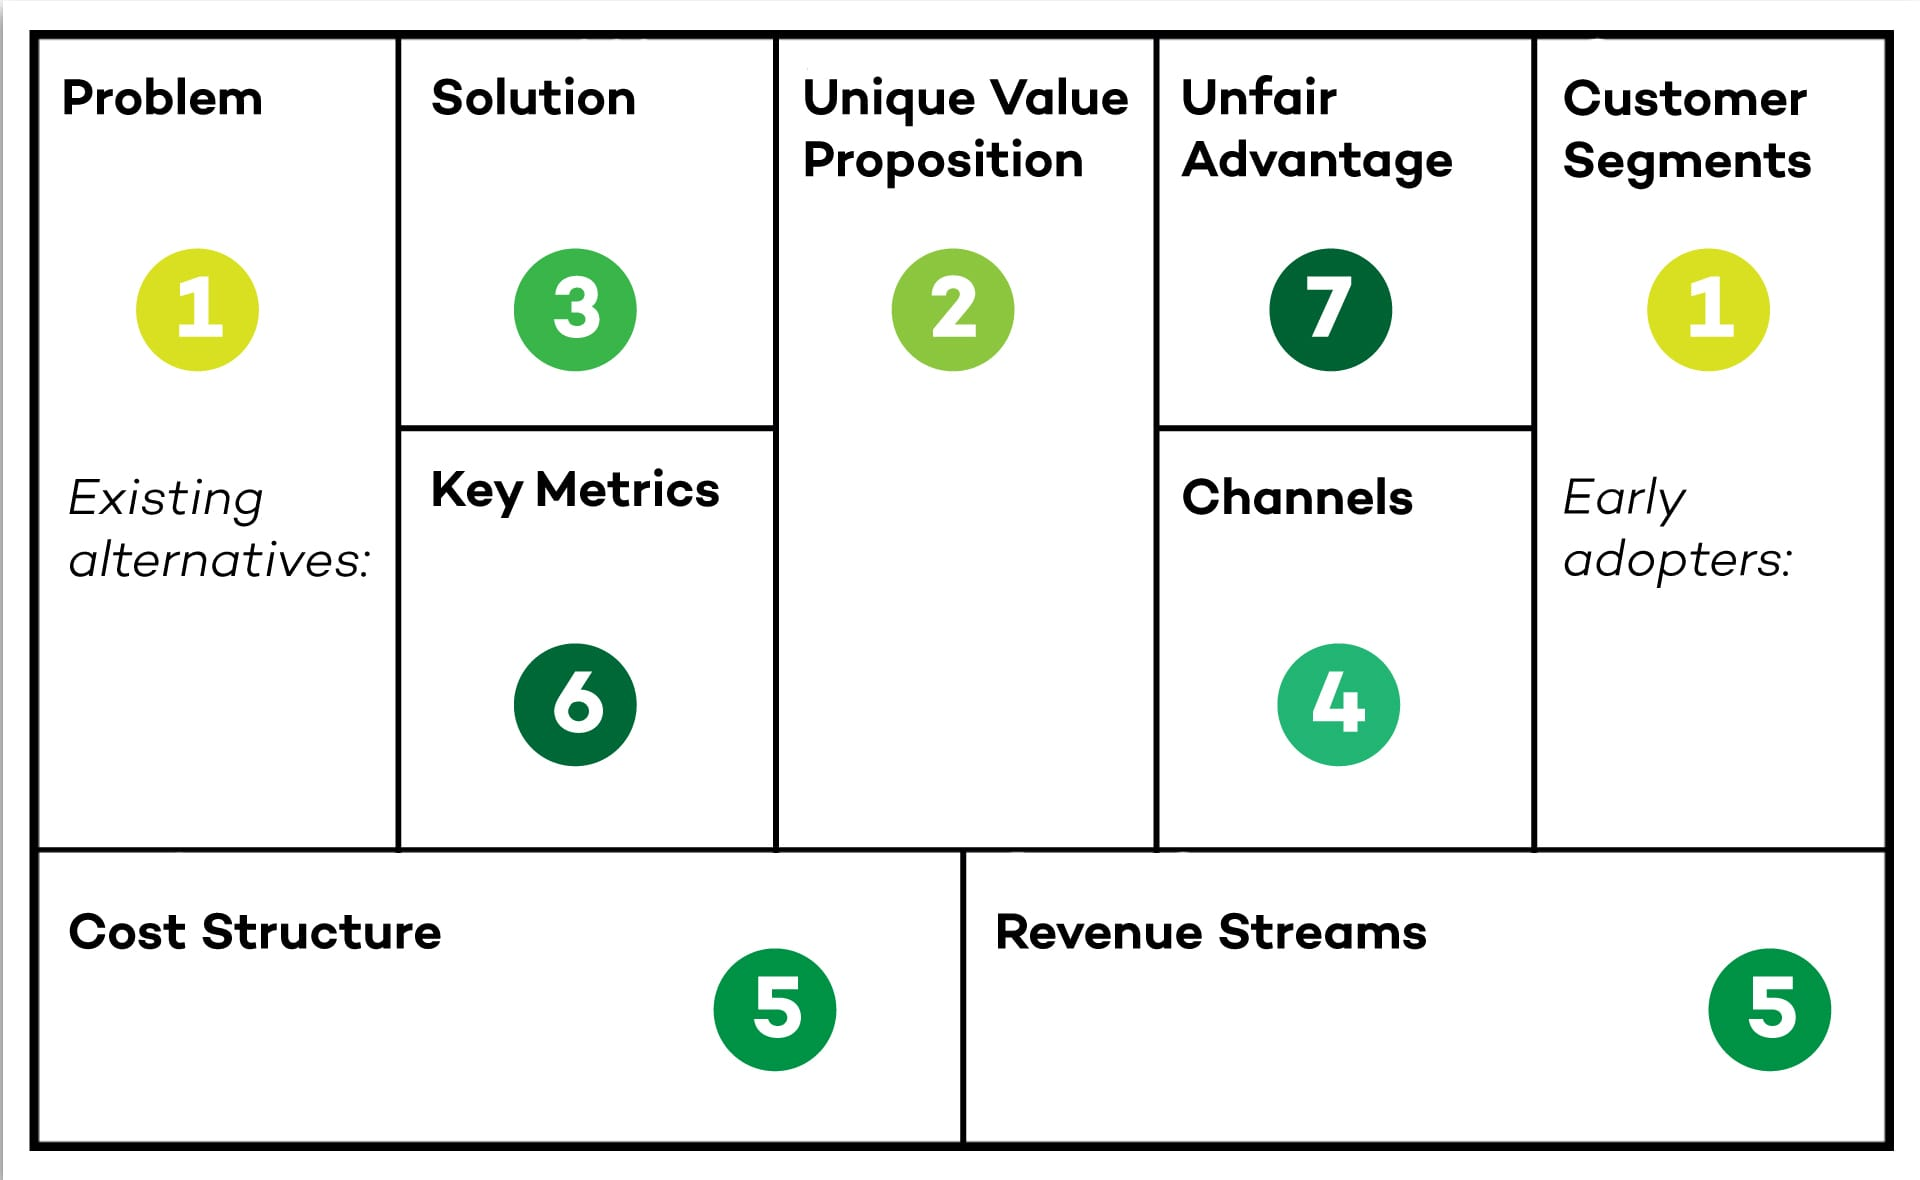 Problem
1
Existing
alternatives:
Solution
3
Key Metrics
6
Unique Value
Proposition
2
Unfair
Advantage
7
Channels
4
Customer
Segments
1
Early
adopters:
Cost Structure
5
Revenue Streams
5